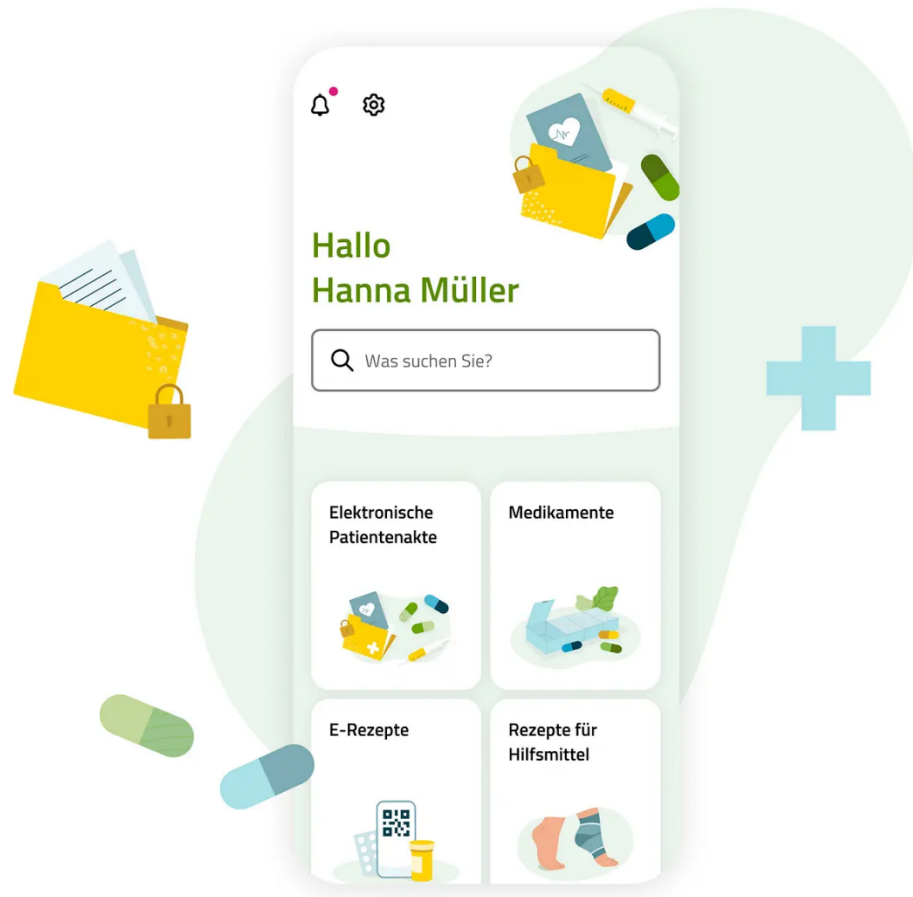 Hallo
Hanna Müller
Was suchen Sie?
Elektronische
Patientenakte
Medikamente
E-Rezepte
Rezepte für
Hilfsmittel